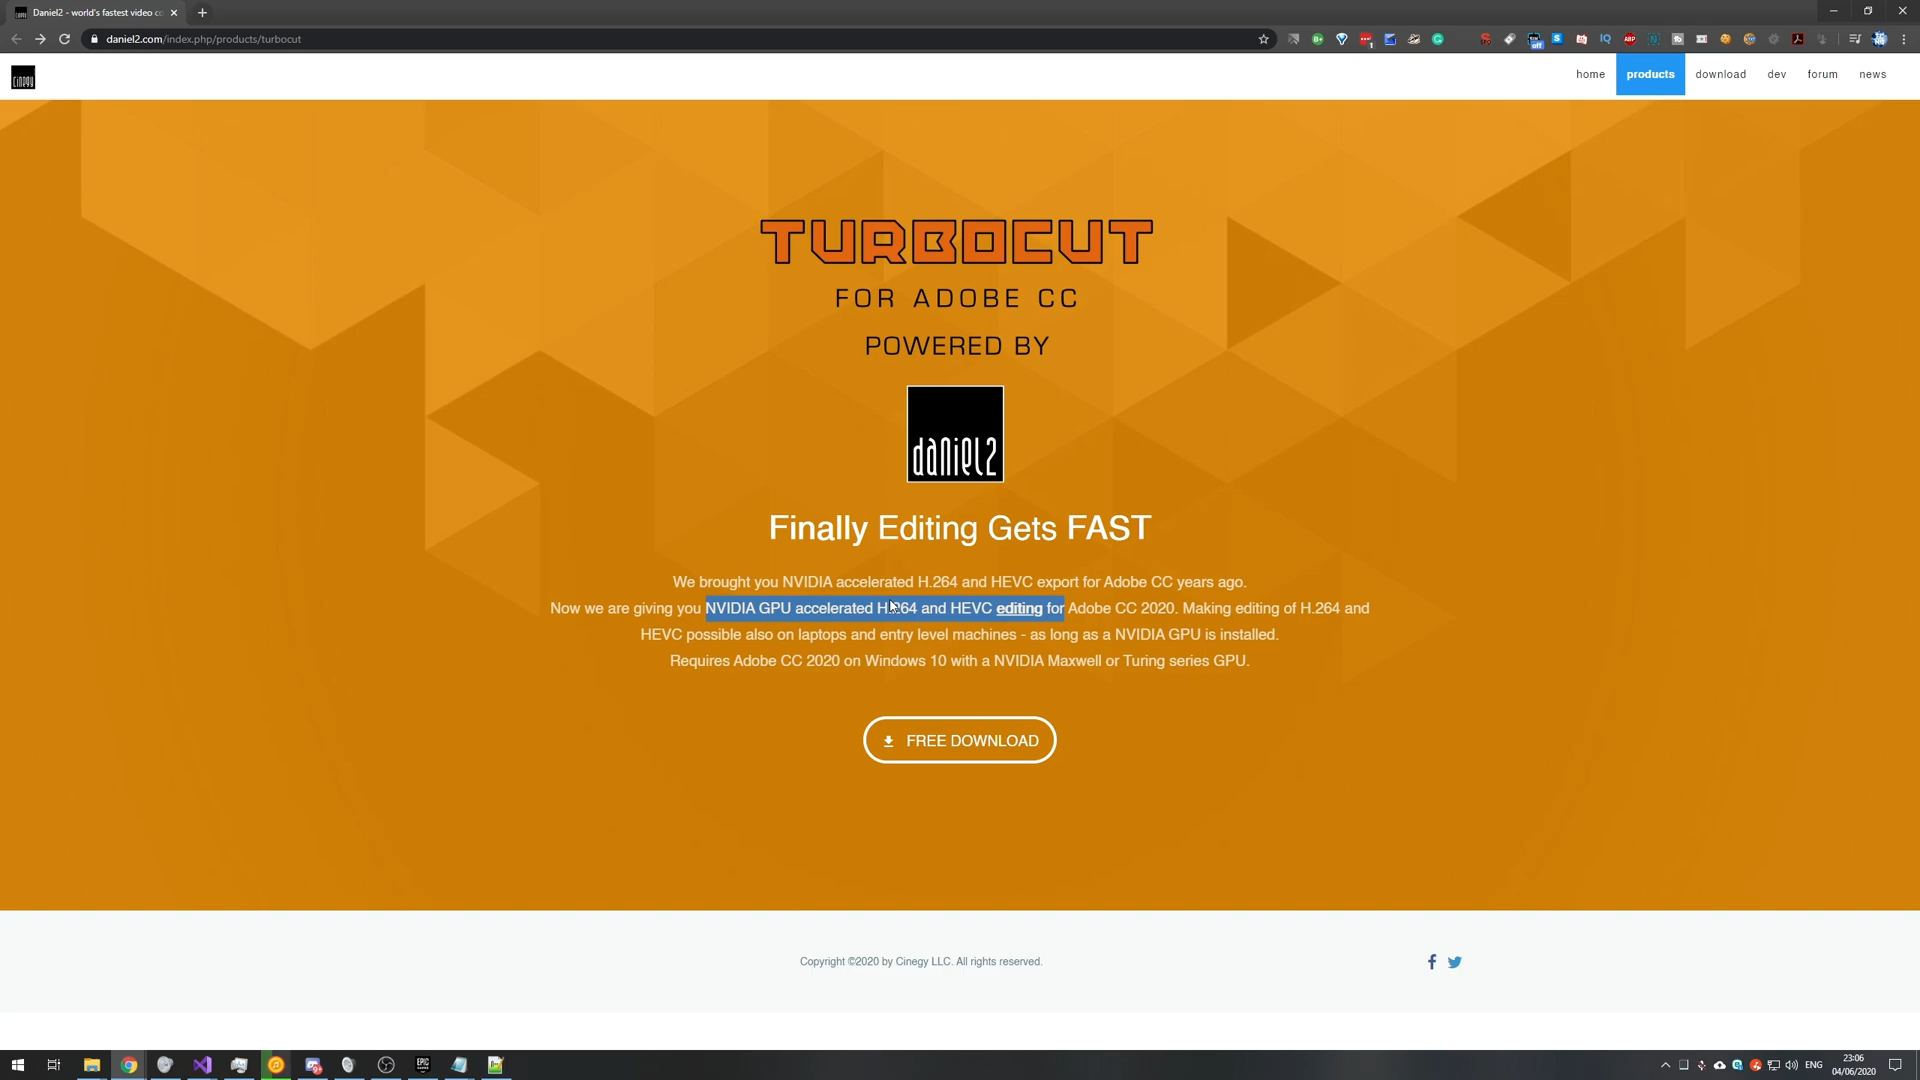 Daniel2 - world's fastest video co
daniel2.com/index.php/products/turbocut
cinegy
home
products
download
dev
forum
news
TURBOCUT
FOR ADOBE CC
POWERED BY
daniel2
Finally Editing Gets FAST
We brought you NVIDIA accelerated H.264 and HEVC export for Adobe CC years ago.
Now we are giving you NVIDIA GPU accelerated H.264 and HEVC editing for Adobe CC 2020. Making editing of H.264 and
HEVC possible also on laptops and entry level machines - as long as a NVIDIA GPU is installed.
Requires Adobe CC 2020 on Windows 10 with a NVIDIA Maxwell or Turing series GPU.
FREE DOWNLOAD
Copyright ©2020 by Cinegy LLC. All rights reserved.
ENG
23:06
04/06/2020